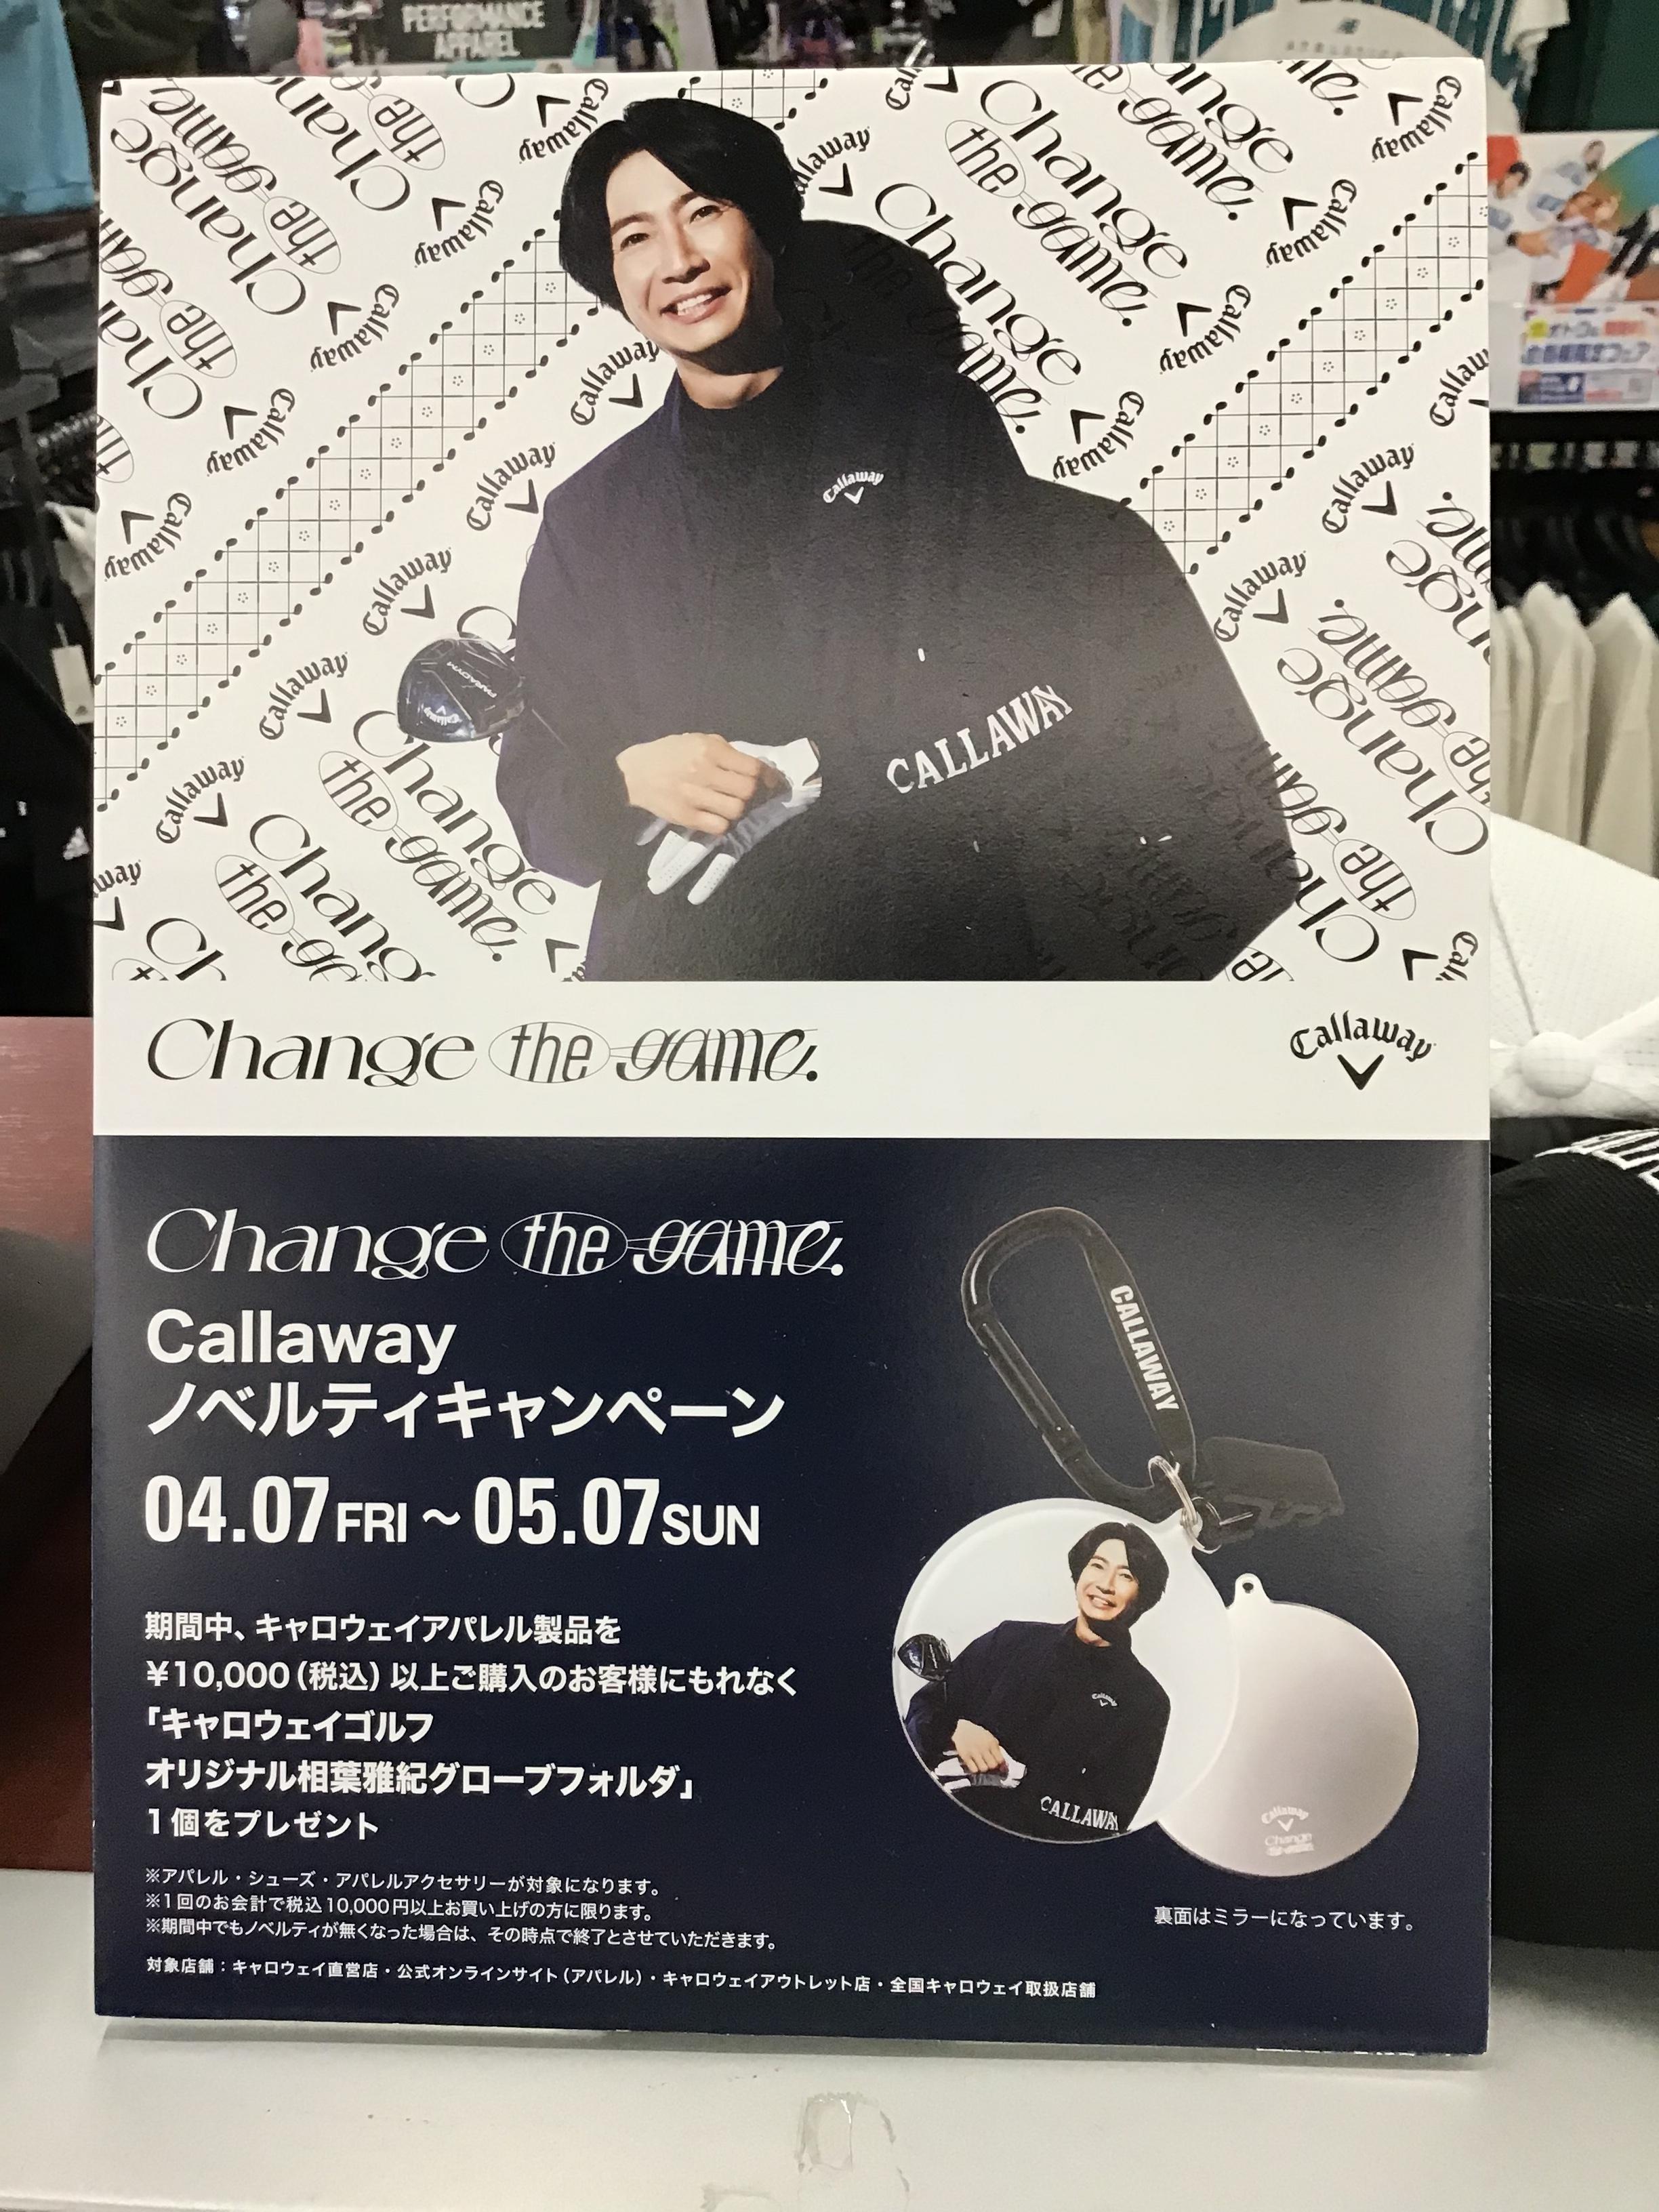 PERFORMANCE
APPAREL
Callaway
CALLAWAY
Change the game.
Callaway
Change the game.
Callaway
ノベルティキャンペーン
04.07FRI～05.07SUN
期間中、キャロウェイアパレル製品を
¥10,000（税込）以上ご購入のお客様にもれなく
「キャロウェイゴルフ
オリジナル相葉雅紀グローブフォルダ」
1個をプレゼント
※アパレル・シューズ・アパレルアクセサリーが対象になります。
※1回のお会計で税込10,000円以上お買い上げの方に限ります。
※期間中でもノベルティが無くなった場合は、その時点で終了とさせていただきます。
対象店舗：キャロウェイ直営店・公式オンラインサイト（アパレル）・キャロウェイアウトレット店・全国キャロウェイ取扱店舗
CALLAWAY
Callaway
CALLAWAY
Callaway
Change
裏面はミラーになっています。